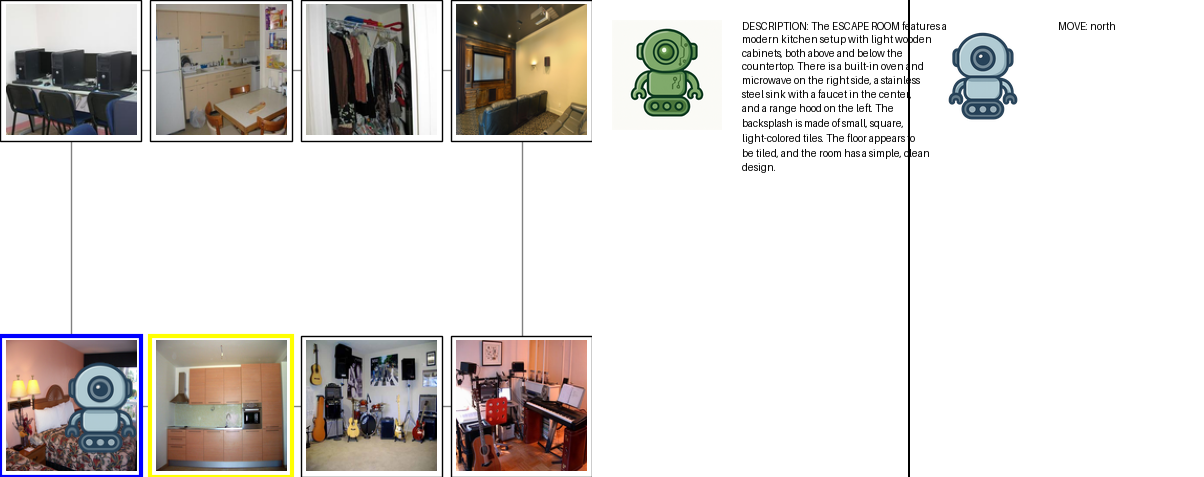 DESCRIPTION: The ESCAPE ROOM features a
modern kitchen setup with light wooden
cabinets, both above and below the
countertop. There is a built-in oven and
microwave on the right side, a stainless
steel sink with a faucet in the center,
and a range hood on the left. The
backsplash is made of small, square,
light-colored tiles. The floor appears to
be tiled, and the room has a simple, clean
design.
MOVE: north